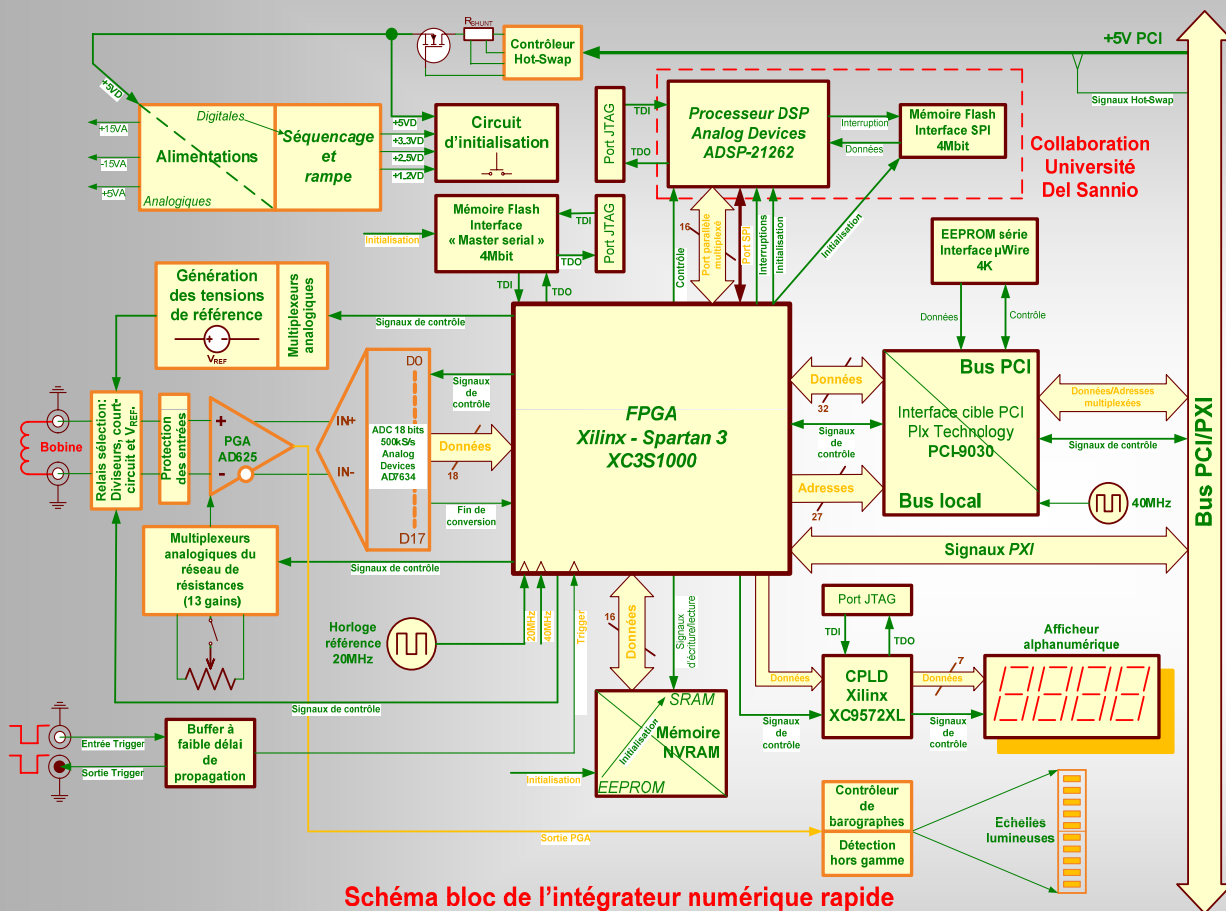 R_SHUNT
Contrôleur
Hot-Swap
+5V PCI
Signaux Hot-Swap
+5VD
Digitales
Alimentations
Analogiques
Séquencage
et
rampe
+15VA
-15VA
+5VA
+5VD
+3.3VD
+2,5VD
+1,2VD
Circuit
d'initialisation
Port JTAG
TDI
TDO
Processeur DSP
Analog Devices
ADSP-21262
Interruption
Données
Mémoire Flash
Interface SPI
4Mbit
Collaboration
Université
Del Sannio
Initialisation
Mémoire Flash
Interface
« Master serial »
4Mbit
TDI
TDO
Port JTAG
TDI
TDO
Contrôle
16
Port parallèle
multiplexé
Port SPI
Interruptions
Initialisation
Initialisation
EEPROM série
Interface µWire
4K
Données
Contrôle
Génération
des tensions
de référence
V_REF
Multiplexeurs
analogiques
Signaux de contrôle
Bobine
Relais sélection:
Diviseurs, court-
circuit et V_REF.
Protection
des entrées
+
-
PGA
AD625
IN+
IN-
D0
ADC 18 bits
500kS/s
Analog
Devices
AD7634
D17
Signaux
de
contrôle
Données
18
Fin de
conversion
FPGA
Xilinx - Spartan 3
XC3S1000
Données
32
Signaux
de
contrôle
Adresses
27
Bus PCI
Interface cible PCI
Plx Technology
PCI-9030
Bus local
Données/Adresses
multiplexées
Signaux de contrôle
40MHz
Signaux PXI
Bus PCI/PXI
Multiplexeurs
analogiques du
réseau de
résistances
(13 gains)
Signaux de contrôle
Horloge
référence
20MHz
20MHz
40MHz
Trigger
16
Données
Signaux
d'écriture/lecture
Signaux de contrôle
Entrée Trigger
Sortie Trigger
Buffer à
faible délai
de
propagation
Initialisation
SRAM
Initialisation
Mémoire
NVRAM
EEPROM
Port JTAG
TDI
TDO
Données
Signaux
de
contrôle
CPLD
Xilinx
XC9572XL
7
Données
Signaux
de
contrôle
Afficheur
alphanumérique
8888
Sortie PGA
Contrôleur
de
barographes
Détection
hors gamme
Echelles
lumineuses
Schéma bloc de l'intégrateur numérique rapide